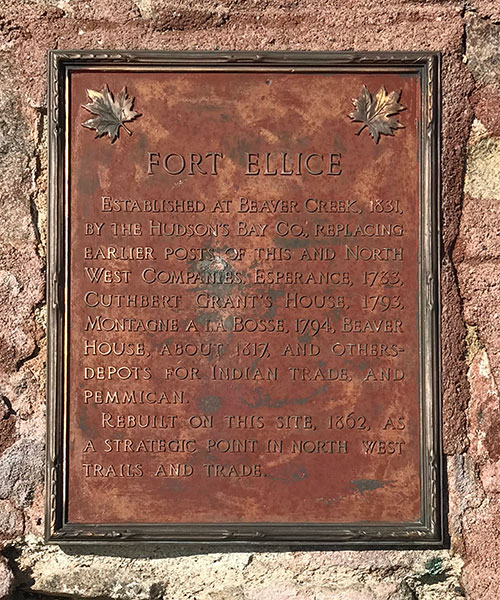 FORT ELLICE
ESTABLISHED AT BEAVER CREEK, 1831,
BY THE HUDSON'S BAY CO., REPLACING
EARLIER POSTS OF THIS AND NORTH
WEST COMPANIES, ESPERANCE, 1733,
CUTHBERT GRANT'S HOUSE, 1793,
MONTAGNE A LA BOSSE, 1794, BEAVER
HOUSE, ABOUT 1817, AND OTHERS-
DEPOTS FOR INDIAN TRADE, AND
PEMMICAN.
REBUILT ON THIS SITE, 1862, AS
A STRATEGIC POINT IN NORTH WEST
TRAILS AND TRADE.